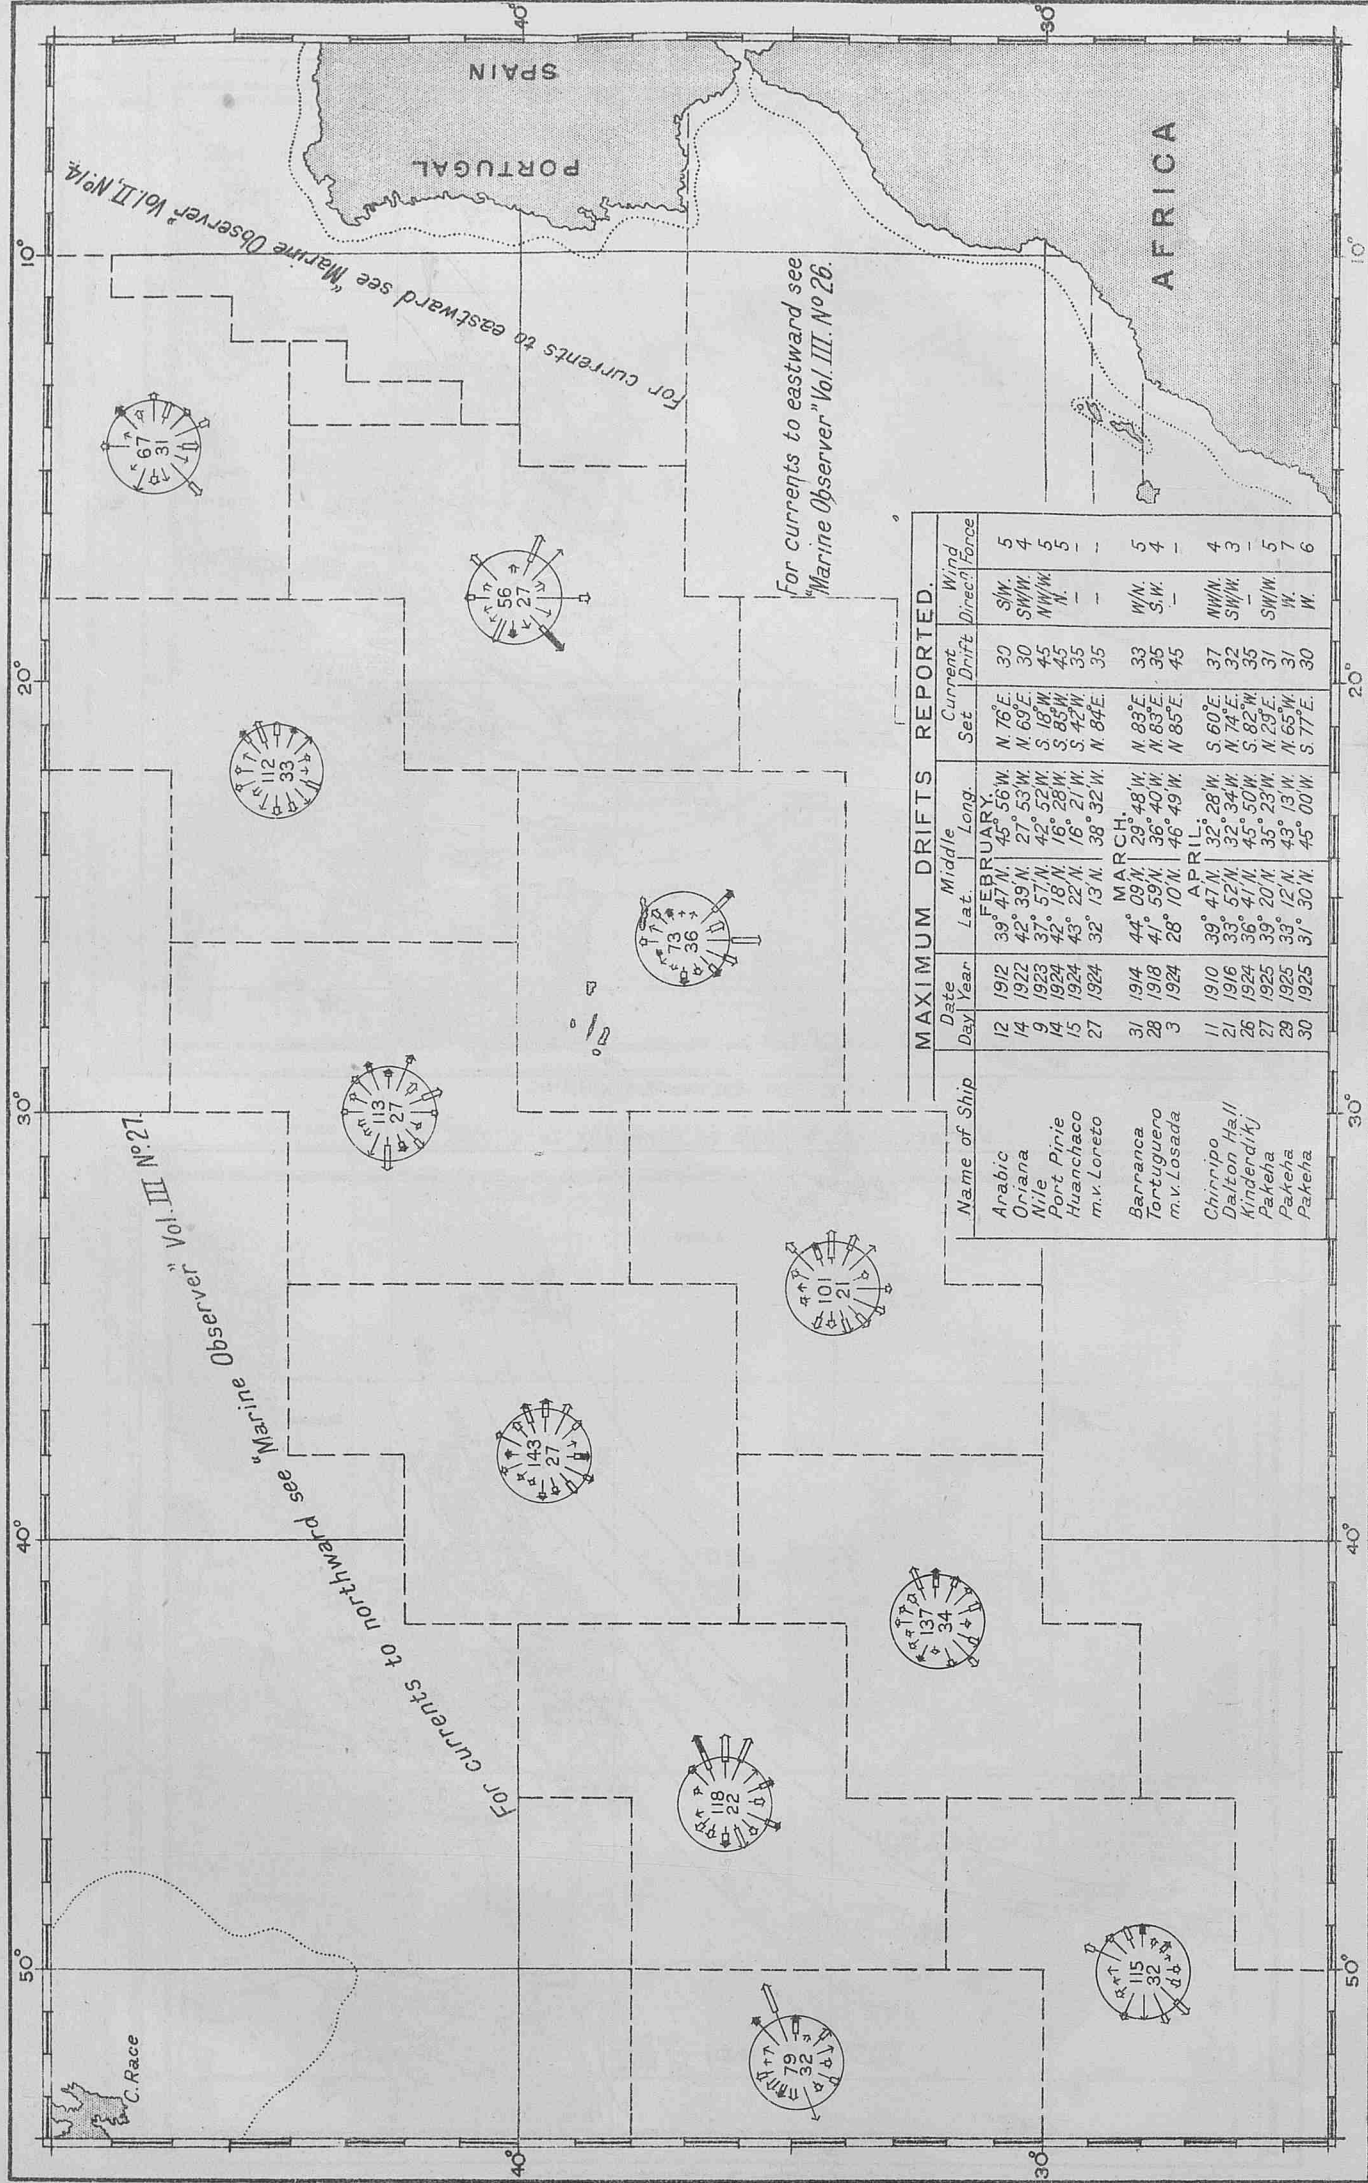 50°
40°
30°
20°
10°
C. Race
For currents to northward see "Marine Observer" Vol. III Nº 27.
For currents to eastward see "Marine Observer" Vol. II, Nº 14.
For currents to eastward see
"Marine Observer" Vol. III. Nº 26.
SPAIN
PORTUGAL
AFRICA
40°
40°
30°
30°
67
31
112
33
56
27
113
27
73
36
143
27
101
21
118
22
137
34
79
32
115
32
MAXIMUM DRIFTS REPORTED.
Name of Ship Date Middle Current Wind
Day Year Lat. Long. Set Drift Direcⁿ Force
FEBRUARY.
Arabic 12 1912 39° 47'N. 45° 56'W. N. 76°E. 30 S/W. 5
Oriana 14 1922 42° 39'N. 27° 53'W. N. 69°E. 30 SW/W. 4
Nile 9 1923 37° 57'N. 42° 52'W. S. 18°W. 45 NW/W. 5
Port Pirie 14 1924 42° 18'N. 16° 28'W. S. 85°W. 45 N. 5
Huanchaco 15 1924 43° 22'N. 16° 21'W. S. 42°W. 35 – –
m.v. Loreto 27 1924 32° 13'N. 38° 32'W. N. 84°E. 35 – –
MARCH.
Barranca 31 1914 44° 09'N. 29° 48'W. N. 83°E. 33 W/N. 5
Tortuguero 28 1918 41° 59'N. 36° 40'W. N. 83°E. 35 S.W. 4
m.v. Losada 3 1924 28° 10'N. 46° 49'W. N 85°E. 45 – –
APRIL.
Chirripo 11 1910 39° 47'N. 32° 28'W. S. 60°E. 37 NW/N. 4
Dalton Hall 21 1916 33° 52'N. 32° 34'W. N. 74°E. 32 SW/W. 3
Kinderdikj 26 1924 36° 41'N. 45° 50'W. S. 82°W. 35 – –
Pakeha 27 1925 39° 20'N. 35° 23'W. N. 29°E. 31 SW/W. 5
Pakeha 29 1925 33° 12'N. 43° 13'W. N. 65°W. 31 W. 7
Pakeha 30 1925 31° 30'N. 45° 00'W. S. 77°E. 30 W. 6
50°
40°
30°
20°
10°